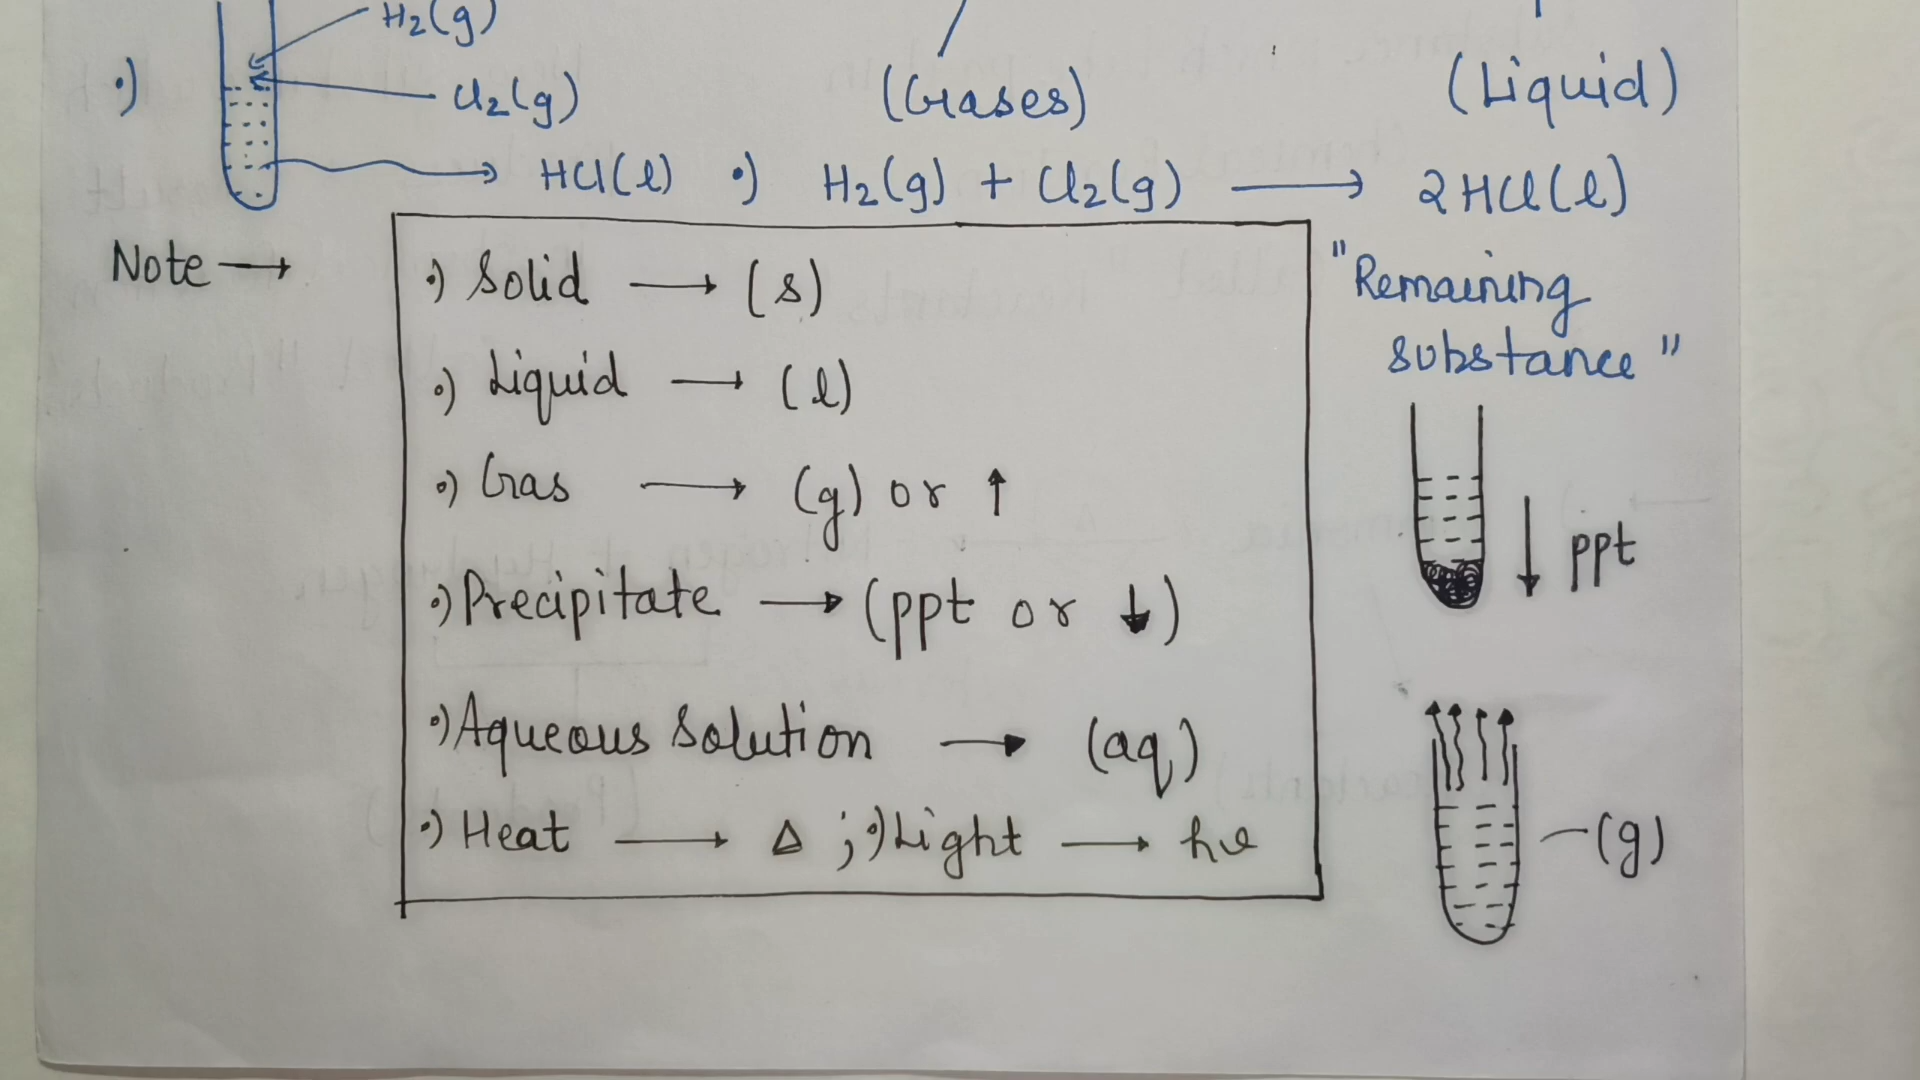 H₂(g)
•) Cl₂(g) (Gases) (Liquid)
HCl(l) •) H₂(g) + Cl₂(g) → 2HCl(l)
Note →
•) Solid → (s)
•) Liquid → (l)
•) Gas → (g) or ↑
•) Precipitate → (ppt or ↓)
•) Aqueous solution → (aq)
•) Heat → Δ ; •) Light → hν
"Remaining
substance"
↓ ppt
(g)